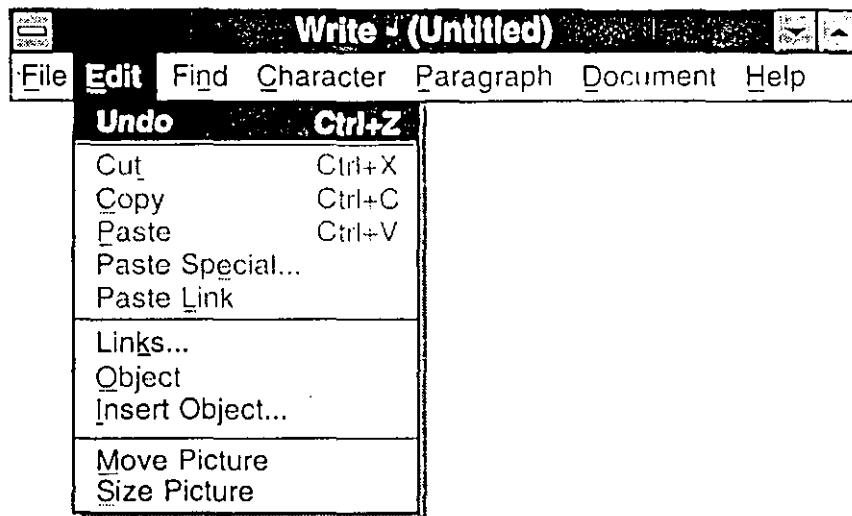 Write - (Untitled)
File Edit Find Character Paragraph Document Help
Undo Ctrl+Z
Cut Ctrl+X
Copy Ctrl+C
Paste Ctrl+V
Paste Special...
Paste Link
Links...
Object
Insert Object...
Move Picture
Size Picture